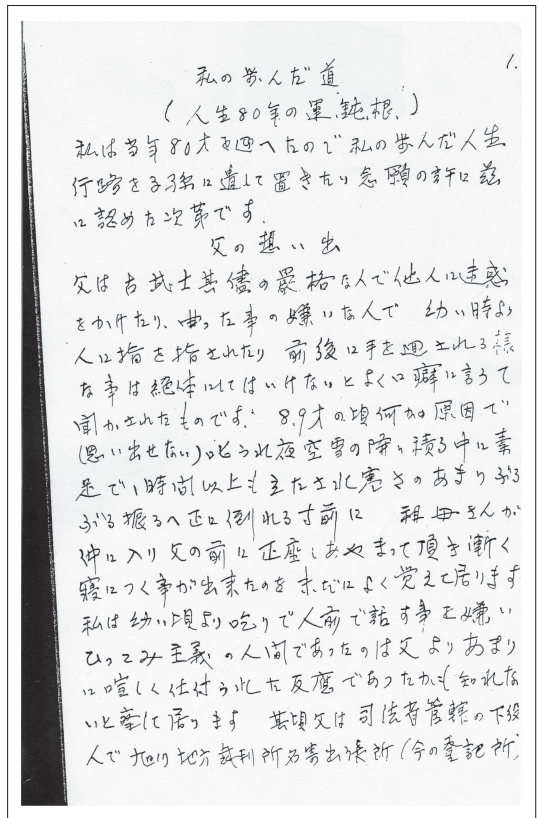 1.
私の歩んだ道
(人生80年の運、鈍、根、)
私は当年80才を迎へたので私の歩んだ人生
行路を子孫に遺して置きたい念願の許に茲
に認めた次第です.
父の想い出
父は古武士其儘の厳格な人で他人に迷惑
をかけたり、曲った事の嫌いな人で 幼い時より
人に指を指されたり 前後に手を廻される様
な事は絶体にしてはいけないとよく口癖に言って
聞かされたものです. 8.9才の頃何かの原因で
(思い出せない)叱られ夜空雪の降り積る中に素
足で1時間以上も立たされ寒さのあまりぶる
ぶる振るへ正に倒れる寸前に 祖母さんが
仲に入り父の前に正座しあやまって頂き漸く
寝につく事が出来たのを未だによく覚えて居ります
私は幼い頃より吃りで人前で話す事を嫌い
ひっこみ主義の人間であったのは父よりあまり
に喧しく仕付られた反應であったかも知れな
いと 居ります 其頃父は司法省管轄の下役
人で旭川地方裁判所名寄出張所(今の登記所)